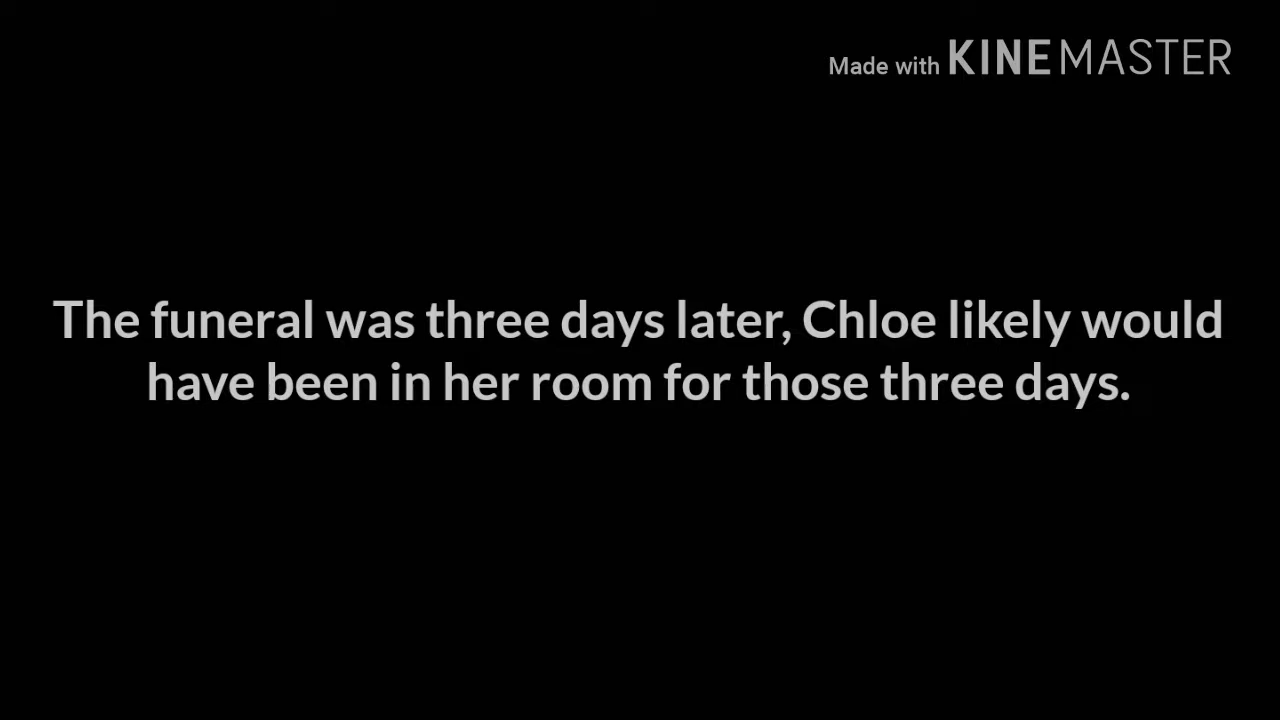 Made with KINEMASTER
The funeral was three days later, Chloe likely would
have been in her room for those three days.